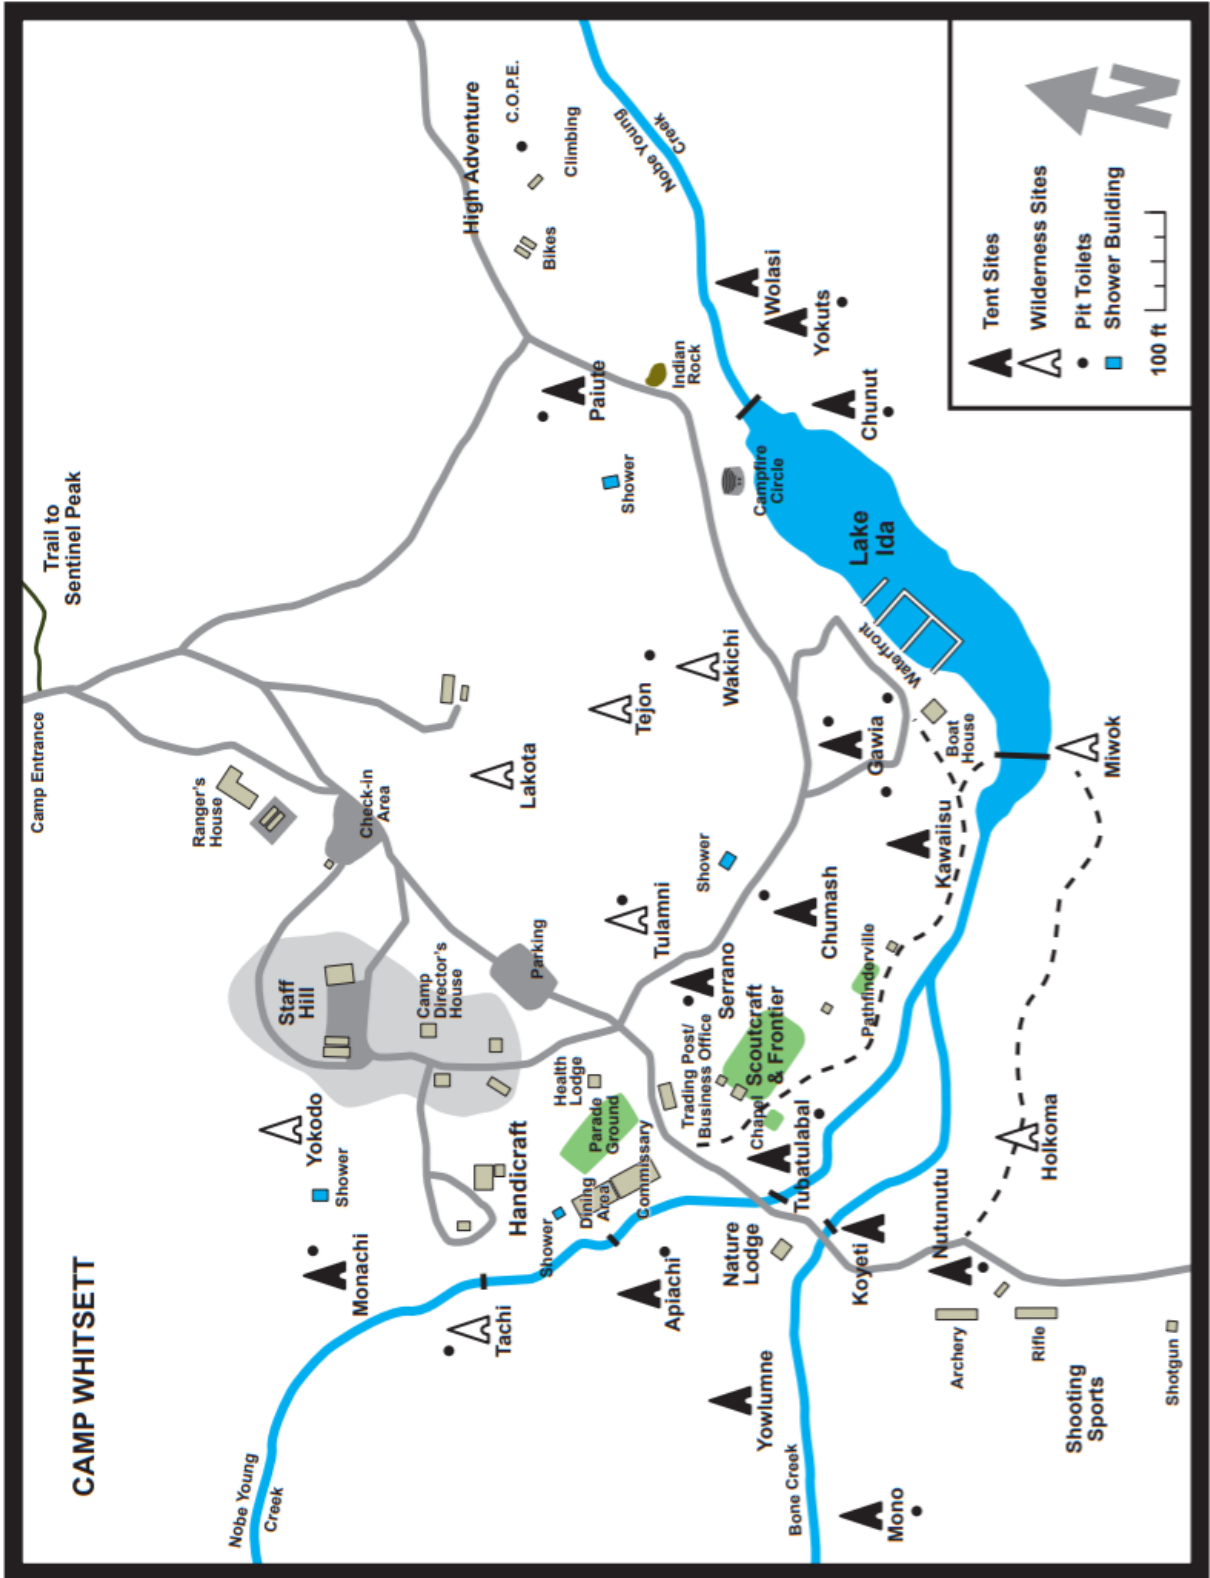 CAMP WHITSETT
Nobe Young
Creek
Monachi
Shower
Yokodo
Tachi
Handicraft
Staff
Hill
Camp
Director's
House
Ranger's
House
Check-in
Area
Camp Entrance
Trail to
Sentinel Peak
Parking
Lakota
Tejon
Wakichi
Tulamni
Shower
Shower
Paiute
Indian
Rock
High Adventure
C.O.P.E.
Climbing
Bikes
Nobe Young
Creek
Wolasi
Yokuts
Chunut
Campfire
Circle
Lake
Ida
Waterfront
Boat
House
Gawia
Kawaiisu
Miwok
Chumash
Serrano
Pathfinderville
Scoutcraft
& Frontier
Trading Post/
Business Office
Chapel
Health
Lodge
Parade
Ground
Commissary
Dining
Area
Shower
Apiachi
Tubatulabal
Nature
Lodge
Koyeti
Nutunutu
Holkoma
Yowlumne
Bone Creek
Mono
Archery
Rifle
Shooting
Sports
Shotgun
N
Tent Sites
Wilderness Sites
Pit Toilets
Shower Building
100 ft